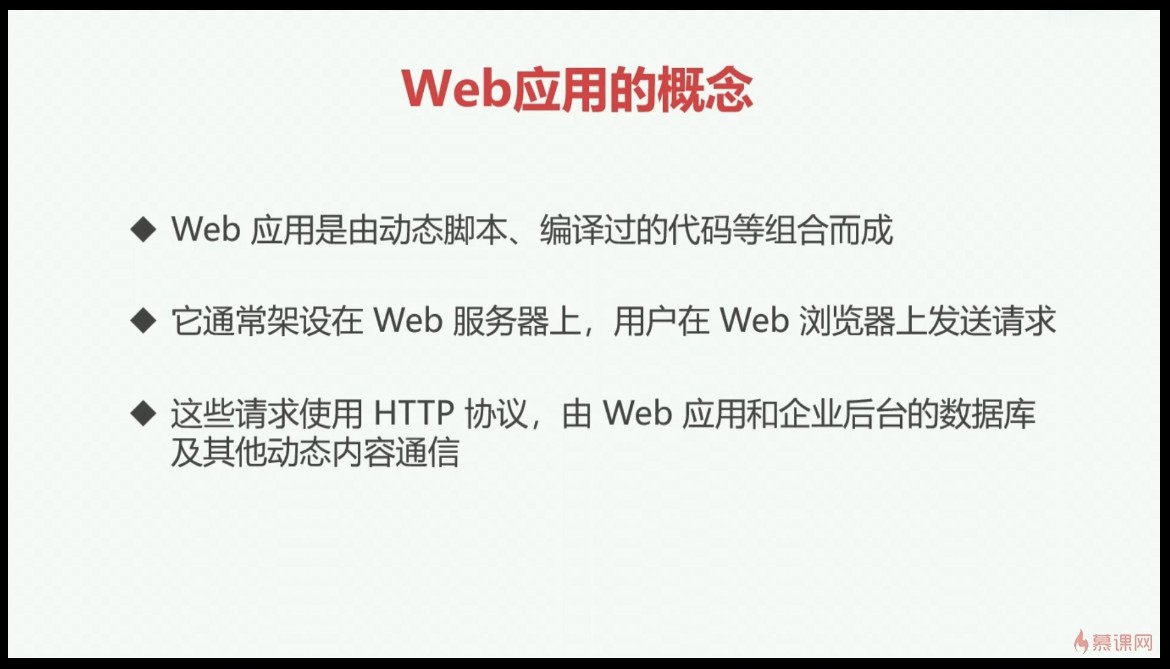 Web应用的概念
◆ Web 应用是由动态脚本、编译过的代码等组合而成
◆ 它通常架设在 Web 服务器上，用户在 Web 浏览器上发送请求
◆ 这些请求使用 HTTP 协议，由 Web 应用和企业后台的数据库
及其他动态内容通信
慕课网